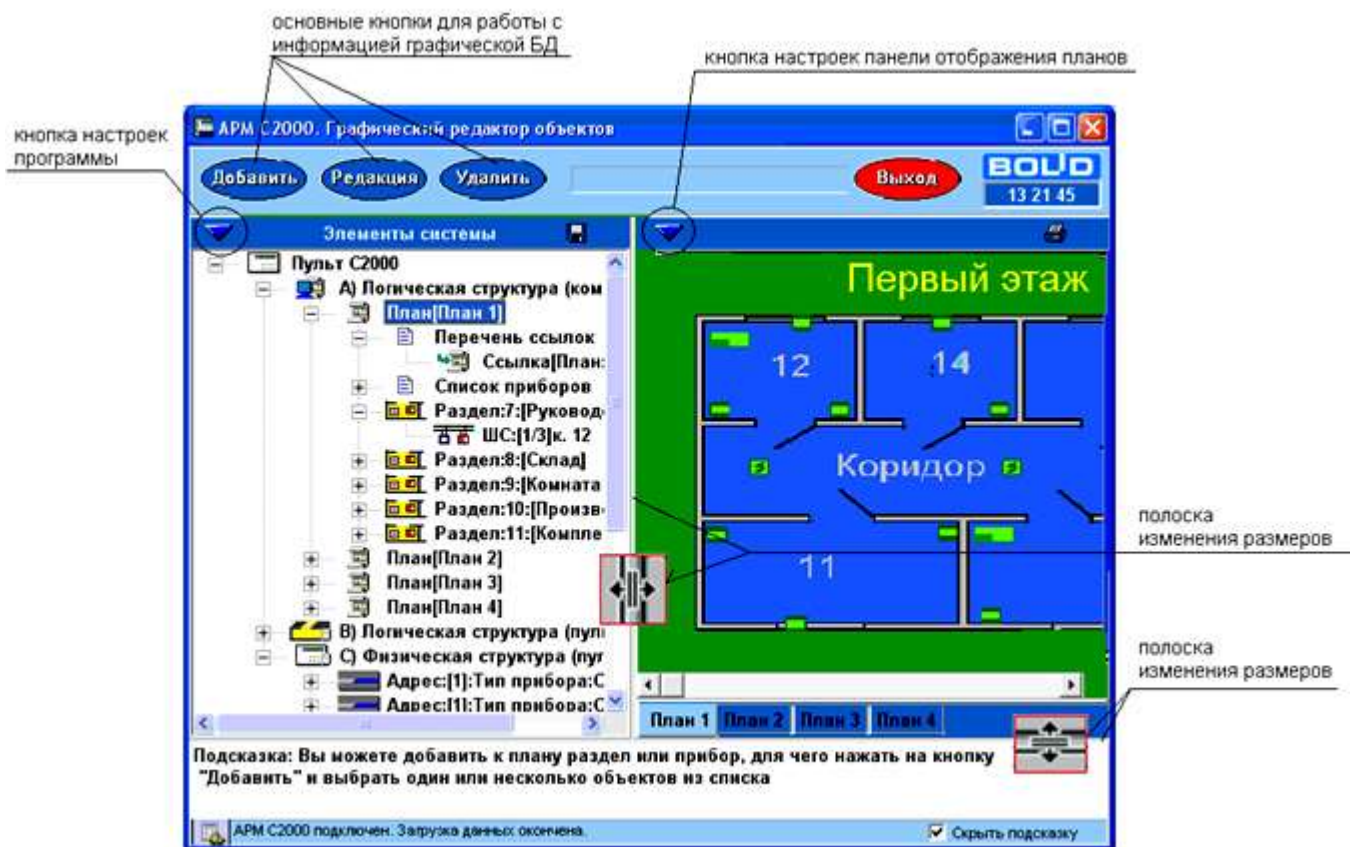 основные кнопки для работы с
информацией графической БД
кнопка настроек панели отображения планов
кнопка настроек
программы
АРМ С2000. Графический редактор объектов
Добавить Редакция Удалить Выход
BOLID
13 21 45
Элементы системы
Пульт С2000
А) Логическая структура (ком
План[План 1]
Перечень ссылок
Ссылка[План:
Список приборов
Раздел:7:[Руковод
ШС:[1/3]к. 12
Раздел:8:[Склад]
Раздел:9:[Комната
Раздел:10:[Произв
Раздел:11:[Компле
План[План 2]
План[План 3]
План[План 4]
В) Логическая структура (пул
С) Физическая структура (пул
Адрес:[1]:Тип прибора:С
Адрес:[1]:Тип прибора:С
Первый этаж
12
14
Коридор
11
полоска
изменения размеров
полоска
изменения размеров
План 1 План 2 План 3 План 4
Подсказка: Вы можете добавить к плану раздел или прибор, для чего нажать на кнопку
"Добавить" и выбрать один или несколько объектов из списка
АРМ С2000 подключен. Загрузка данных окончена.
Скрыть подсказку